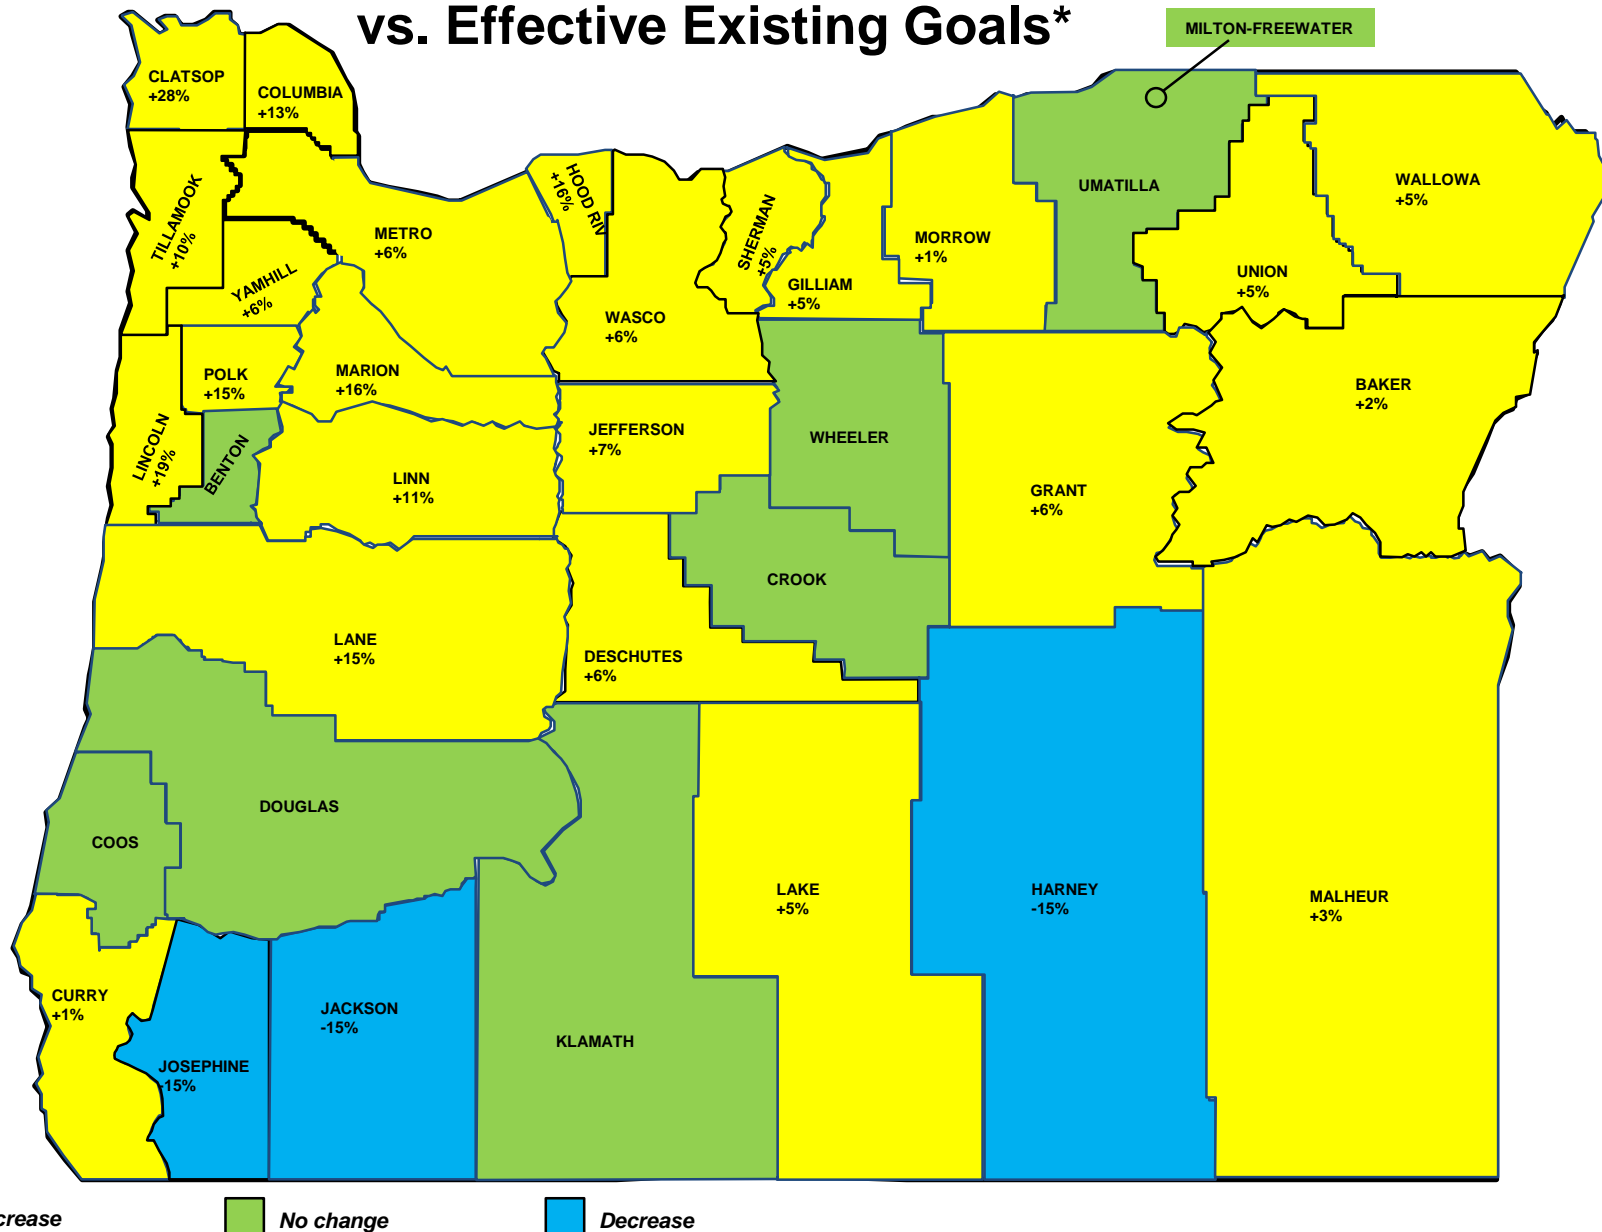 vs. Effective Existing Goals*
MILTON-FREEWATER
CLATSOP
+28%
COLUMBIA
+13%
TILLAMOOK
+10%
YAMHILL
+6%
METRO
+6%
HOOD RIV
+16%
WASCO
+6%
SHERMAN
+5%
GILLIAM
+5%
MORROW
+1%
UMATILLA
UNION
+5%
WALLOWA
+5%
POLK
+15%
MARION
+16%
LINCOLN
+19%
BENTON
LINN
+11%
JEFFERSON
+7%
WHEELER
GRANT
+6%
BAKER
+2%
CROOK
LANE
+15%
DESCHUTES
+6%
DOUGLAS
COOS
LAKE
+5%
HARNEY
-15%
MALHEUR
+3%
CURRY
+1%
JOSEPHINE
-15%
JACKSON
-15%
KLAMATH
crease
No change
Decrease